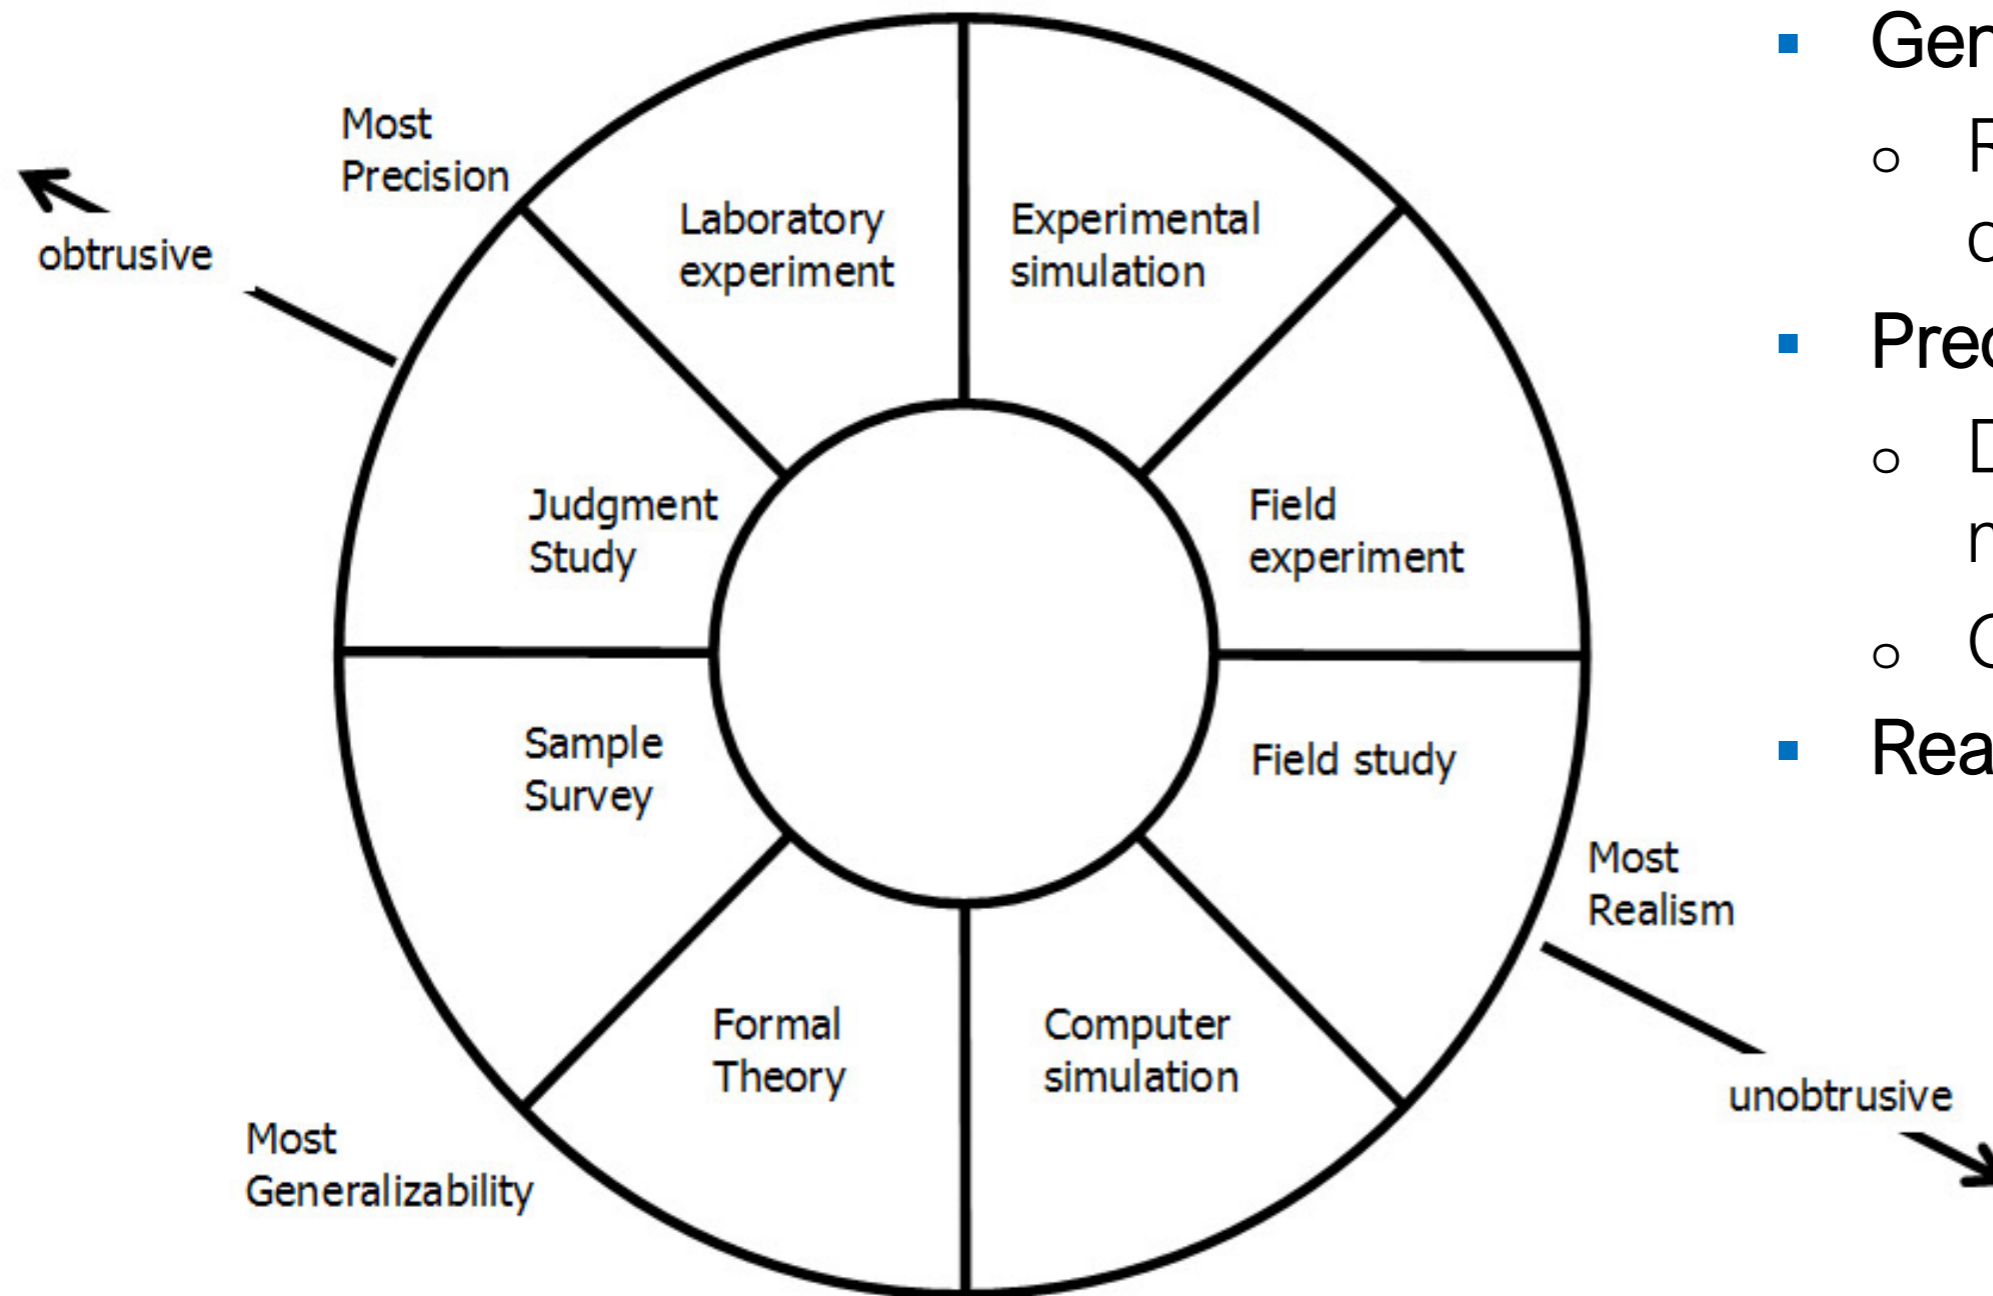 Most
Precision
obtrusive
Laboratory
experiment
Experimental
simulation
Judgment
Study
Field
experiment
Sample
Survey
Field study
Most
Realism
Formal
Theory
Computer
simulation
unobtrusive
Most
Generalizability